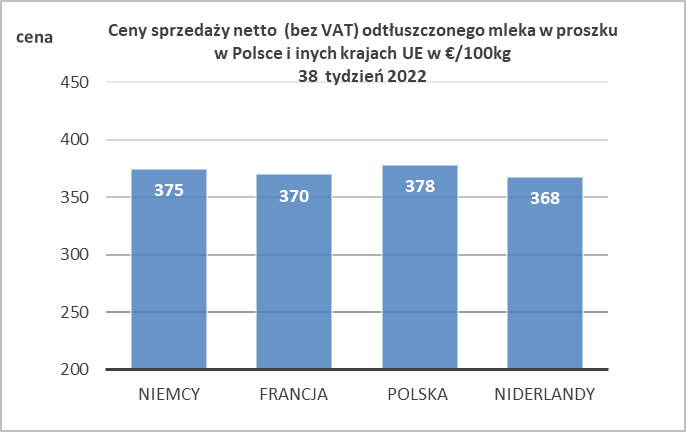 cena
Ceny sprzedaży netto  (bez VAT) odtłuszczonego mleka w proszku
w Polsce i inych krajach UE w €/100kg
38  tydzień 2022
450
400
350
300
250
200
375
370
378
368
NIEMCY
FRANCJA
POLSKA
NIDERLANDY